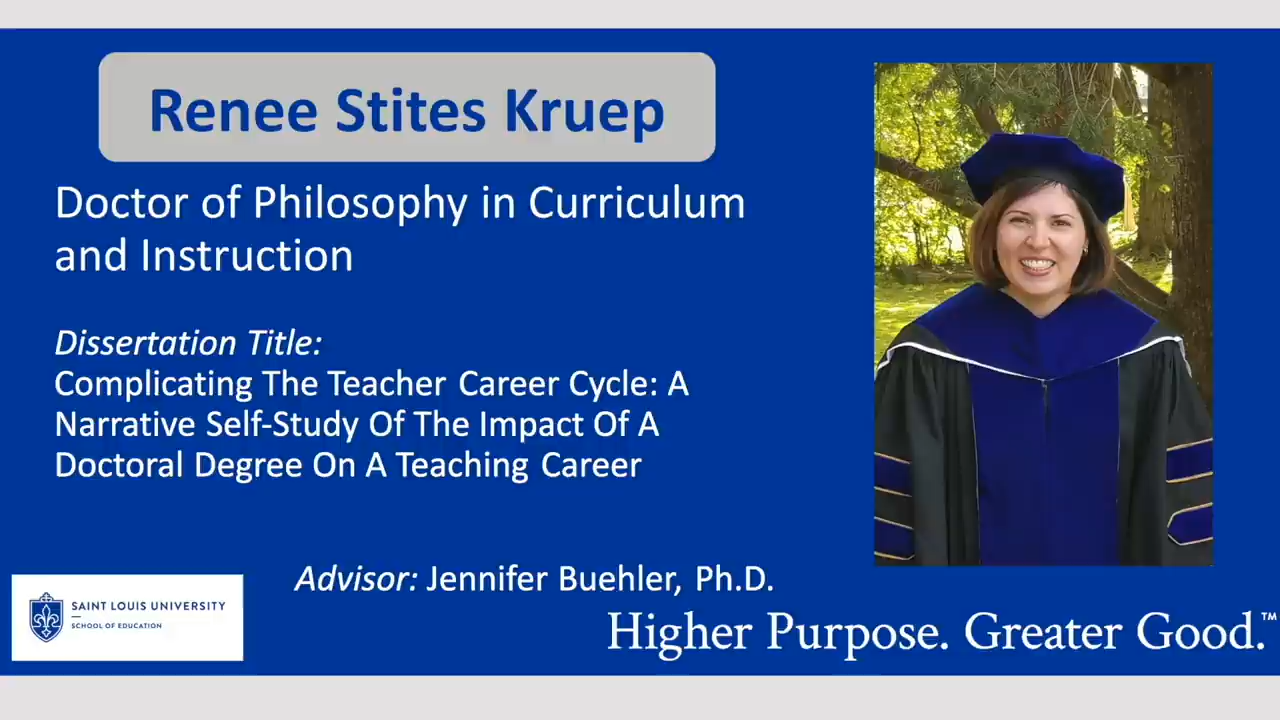 Renee Stites Kruep
Doctor of Philosophy in Curriculum
and Instruction
Dissertation Title:
Complicating The Teacher Career Cycle: A
Narrative Self-Study Of The Impact Of A
Doctoral Degree On A Teaching Career
Advisor: Jennifer Buehler, Ph.D.
SAINT LOUIS UNIVERSITY
SCHOOL OF EDUCATION
Higher Purpose. Greater Good.™